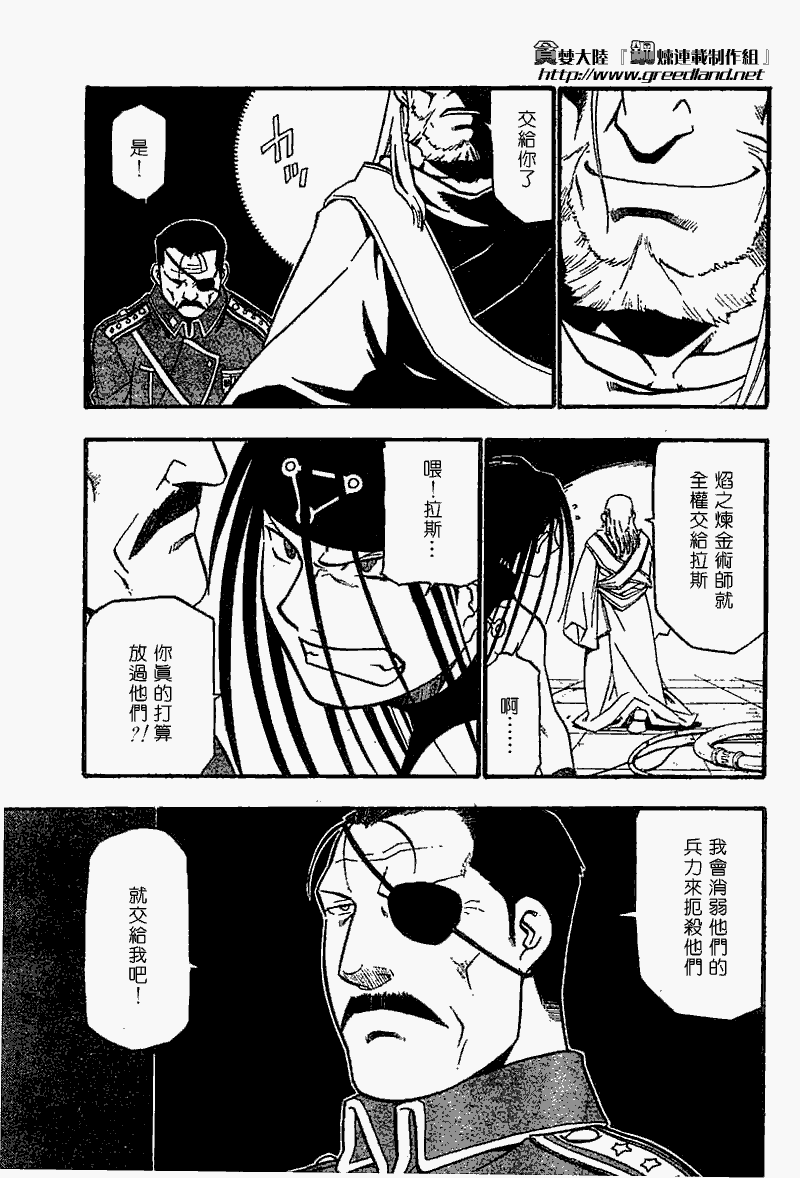 貪婪大陸『鋼煉連載制作組』
http://www.greedland.net
交給你了
ガッ
是！
焰之煉金術師就
全權交給拉斯
啊……
喂！拉斯…
你真的打算
放過他們?!
我會消弱他們的
兵力來扼殺他們
就交給我吧！